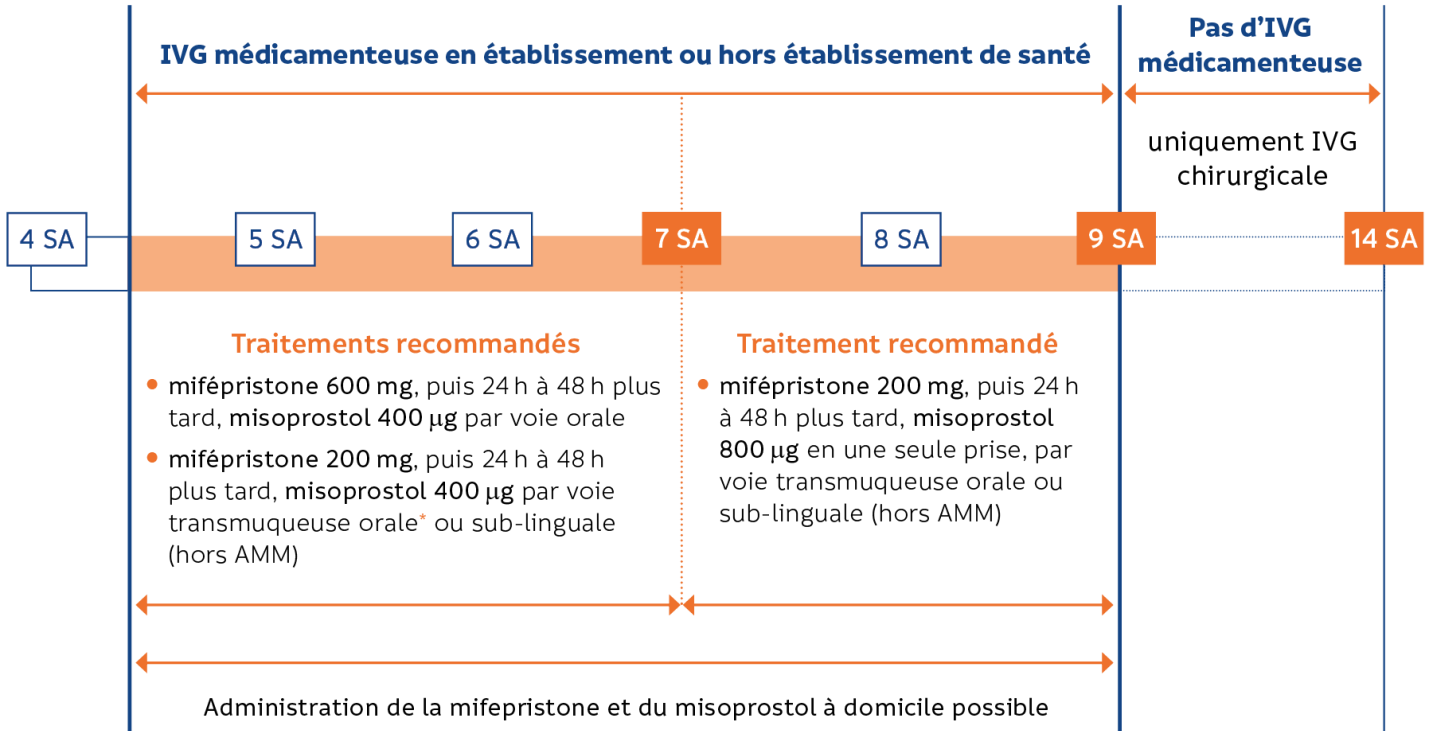 IVG médicamenteuse en établissement ou hors établissement de santé
Pas d’IVG
médicamenteuse
uniquement IVG
chirurgicale
4 SA
5 SA
6 SA
7 SA
8 SA
9 SA
14 SA
Traitements recommandés
• mifépristone 600 mg, puis 24 h à 48 h plus
tard, misoprostol 400 µg par voie orale
• mifépristone 200 mg, puis 24 h à 48 h
plus tard, misoprostol 400 µg par voie
transmuqueuse orale* ou sub-linguale
(hors AMM)
Traitement recommandé
• mifépristone 200 mg, puis 24 h
à 48 h plus tard, misoprostol
800 µg en une seule prise, par
voie transmuqueuse orale ou
sub-linguale (hors AMM)
Administration de la mifepristone et du misoprostol à domicile possible